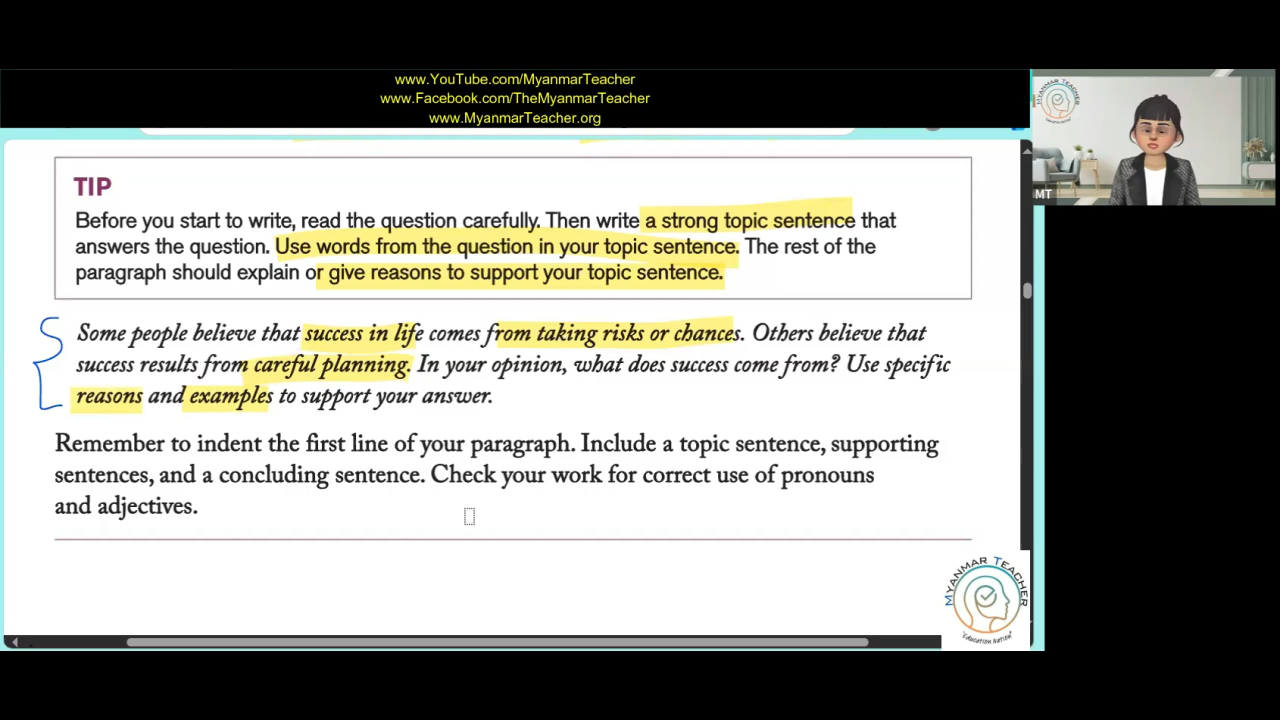 www.YouTube.com/MyanmarTeacher
www.Facebook.com/TheMyanmarTeacher
www.MyanmarTeacher.org
MYANMAR TEACHER
MT
TIP
Before you start to write, read the question carefully. Then write a strong topic sentence that
answers the question. Use words from the question in your topic sentence. The rest of the
paragraph should explain or give reasons to support your topic sentence.
Some people believe that success in life comes from taking risks or chances. Others believe that
success results from careful planning. In your opinion, what does success come from? Use specific
reasons and examples to support your answer.
Remember to indent the first line of your paragraph. Include a topic sentence, supporting
sentences, and a concluding sentence. Check your work for correct use of pronouns
and adjectives.
MYANMAR TEACHER
"Education Nation"